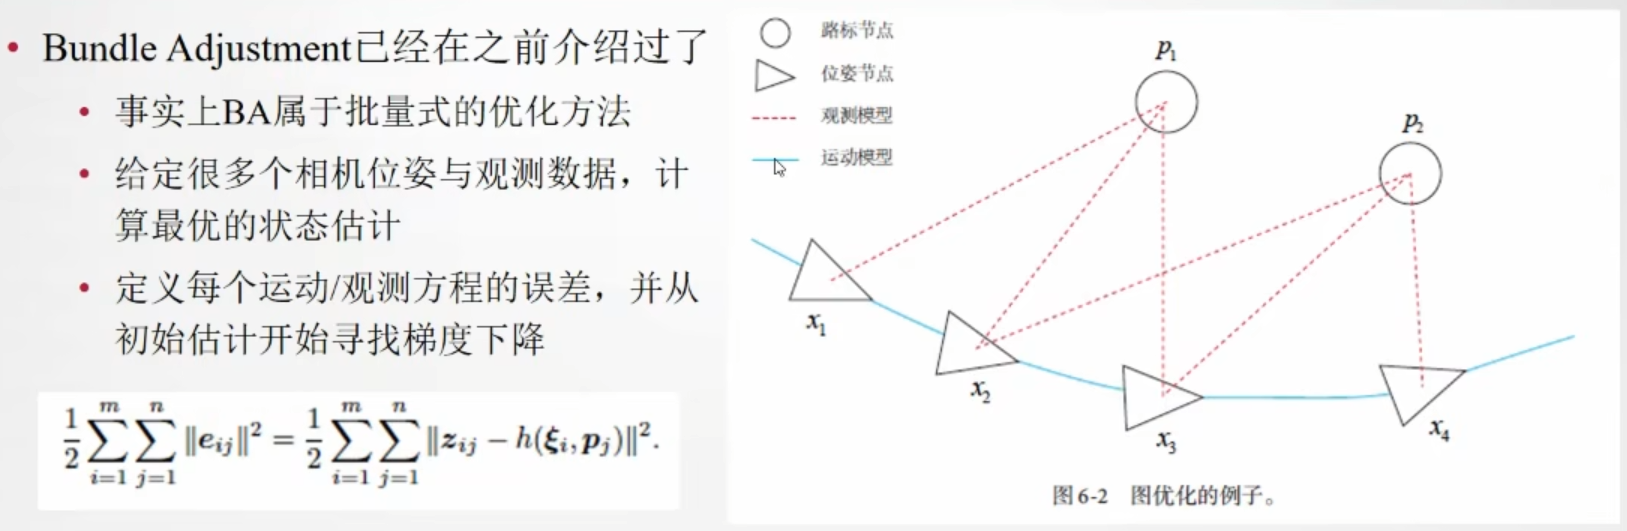 • Bundle Adjustment已经在之前介绍过了
• 事实上BA属于批量式的优化方法
• 给定很多个相机位姿与观测数据，计
算最优的状态估计
• 定义每个运动/观测方程的误差，并从
初始估计开始寻找梯度下降
$\frac{1}{2}\sum_{i=1}^{m}\sum_{j=1}^{n}\|e_{ij}\|^2 = \frac{1}{2}\sum_{i=1}^{m}\sum_{j=1}^{n}\|z_{ij} - h(\xi_i, p_j)\|^2.$
路标节点
位姿节点
观测模型
运动模型
p₁
p₂
x₁
x₂
x₃
x₄
图6-2 图优化的例子。